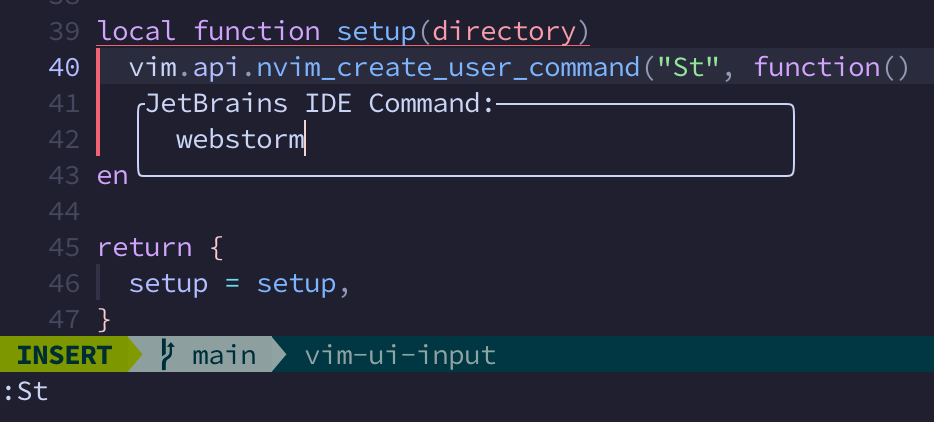 39 local function setup(directory)
40 vim.api.nvim_create_user_command("St", function()
41 JetBrains IDE Command:
42 webstorm
43 en
44
45 return {
46 setup = setup,
47 }
INSERT main vim-ui-input
:St